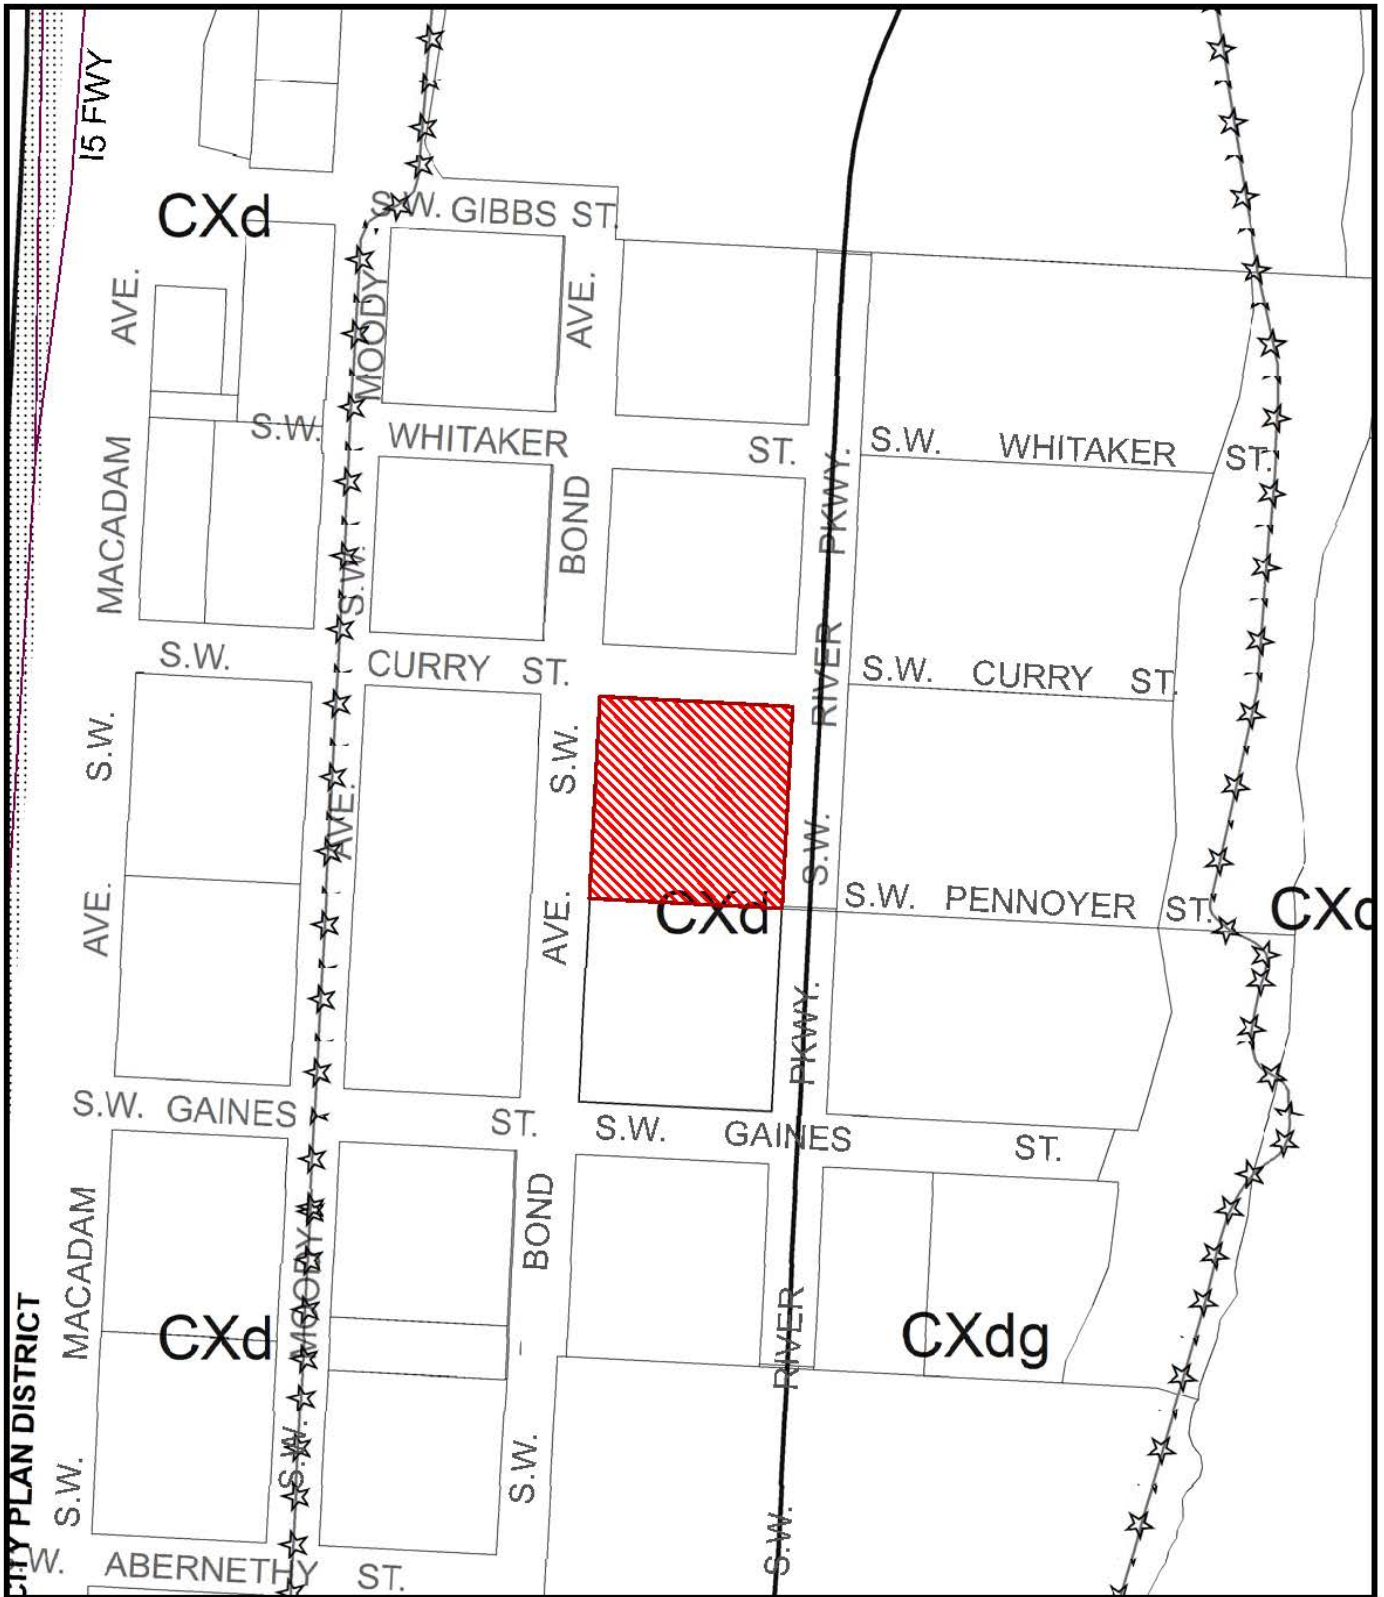 I5 FWY
CXd
S.W. GIBBS ST.
AVE.
MOODY
AVE.
S.W. WHITAKER ST.
S.W. WHITAKER ST.
MACADAM
BOND
PKWY.
S.W.
S.W. CURRY ST.
RIVER
S.W. CURRY ST.
S.W.
S.W.
AVE.
S.W.
AVE.
AVE.
CXd
S.W. PENNOYER ST.
CXd
PKWY.
S.W. GAINES ST.
S.W. GAINES ST.
MACADAM
BOND
MOODY
CXd
RIVER
CXdg
CITY PLAN DISTRICT
S.W.
S.W.
S.W.
S.W.
W. ABERNETHY ST.